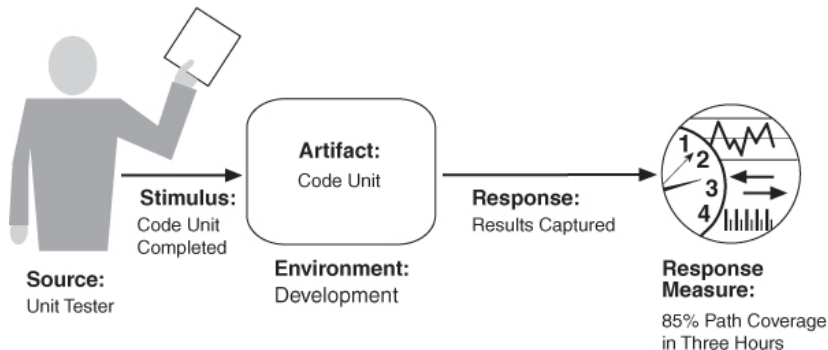 Source:
Unit Tester
Stimulus:
Code Unit
Completed
Artifact:
Code Unit
Environment:
Development
Response:
Results Captured
1
2
3
4
Response
Measure:
85% Path Coverage
in Three Hours